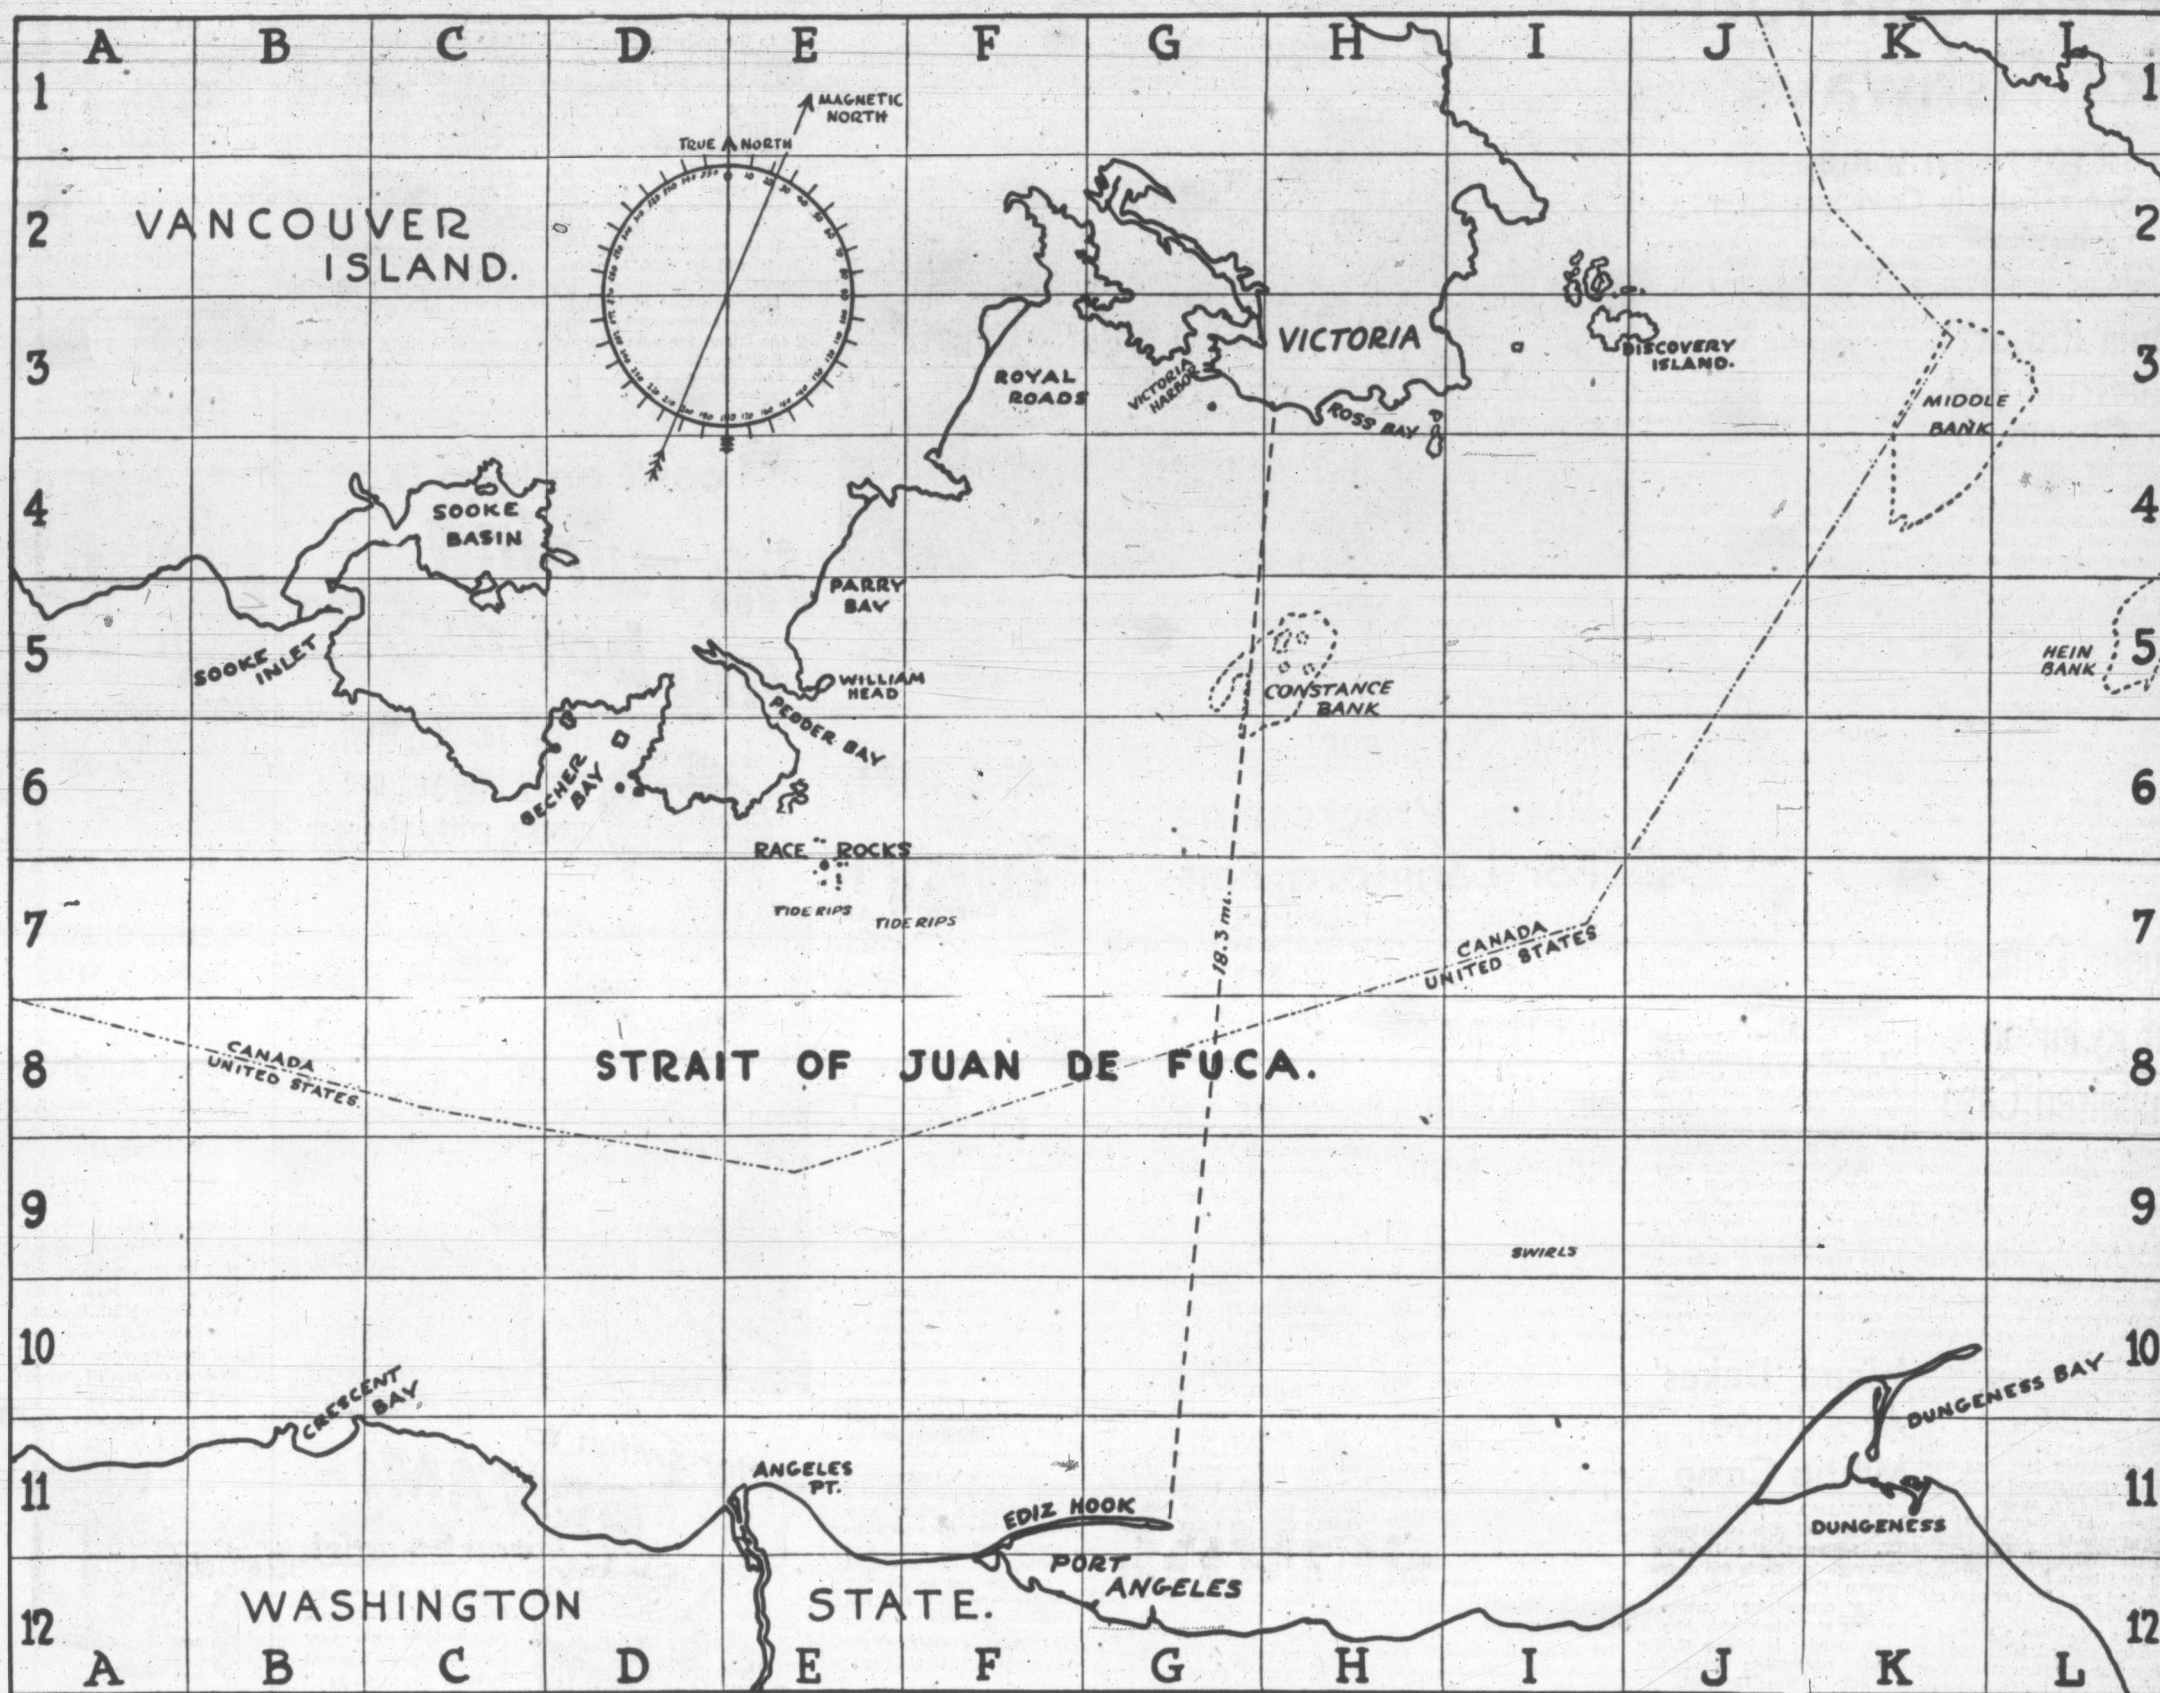 A B C D E F G H I J K L
1 1
MAGNETIC
NORTH
TRUE NORTH
2 2
VANCOUVER
ISLAND.
3 3
VICTORIA
DISCOVERY
ISLAND.
ROYAL
ROADS
VICTORIA
HARBOR
ROSS BAY
MIDDLE
BANK
4 4
SOOKE
BASIN
PARRY
BAY
5 5
SOOKE
INLET
HEIN
BANK
WILLIAM
HEAD
CONSTANCE
BANK
PEDDER BAY
6 6
BECHER
BAY
RACE ROCKS
7 7
TIDE RIPS
TIDE RIPS
18.3 mi.
CANADA
UNITED STATES
8 8
CANADA
UNITED STATES.
STRAIT OF JUAN DE FUCA.
9 9
SWIRLS
10 10
CRESCENT
BAY
DUNGENESS BAY
11 11
ANGELES
PT.
EDIZ HOOK
DUNGENESS
PORT
ANGELES
WASHINGTON STATE.
12 12
A B C D E F G H I J K L